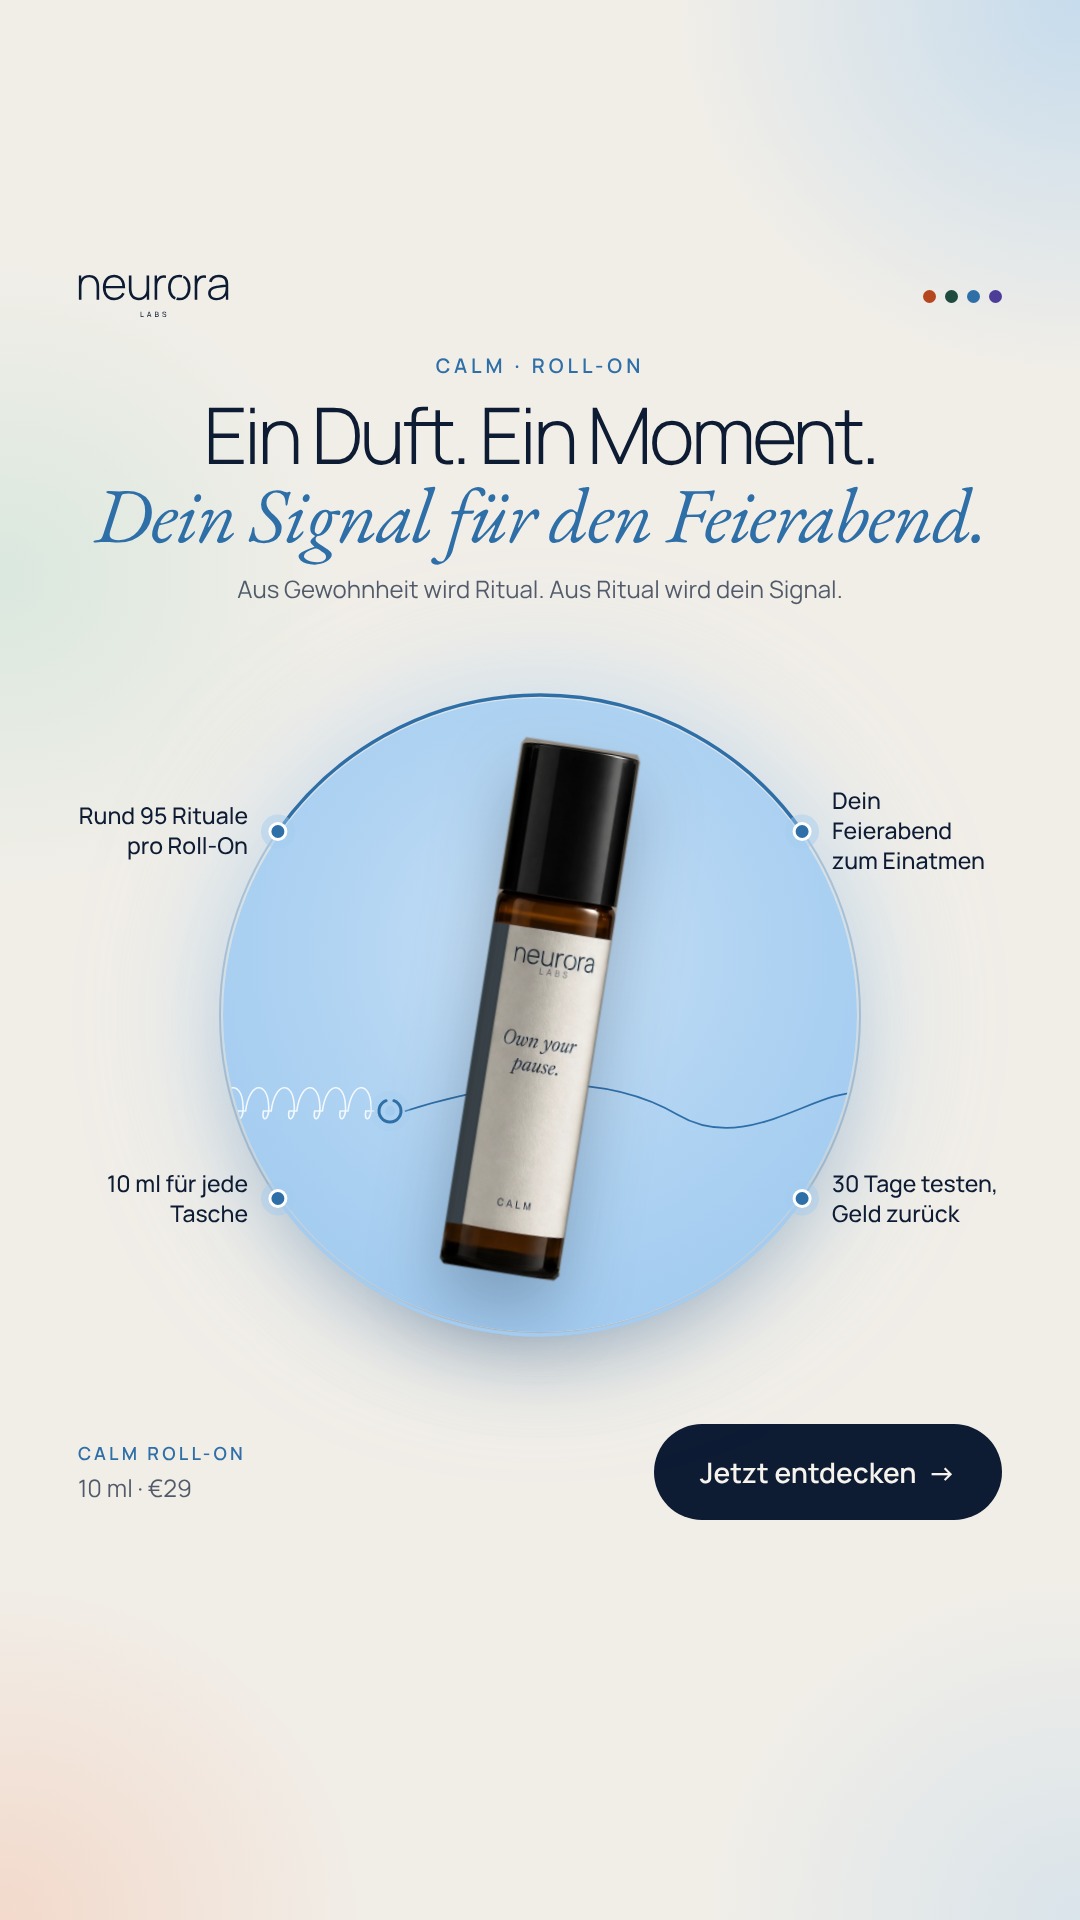 neurora
LABS
CALM · ROLL-ON
Ein Duft. Ein Moment.
Dein Signal für den Feierabend.
Aus Gewohnheit wird Ritual. Aus Ritual wird dein Signal.
Rund 95 Rituale
pro Roll-On
Dein
Feierabend
zum Einatmen
neurora
LABS
Own your
pause.
CALM
10 ml für jede
Tasche
30 Tage testen,
Geld zurück
CALM ROLL-ON
10 ml · €29
Jetzt entdecken →